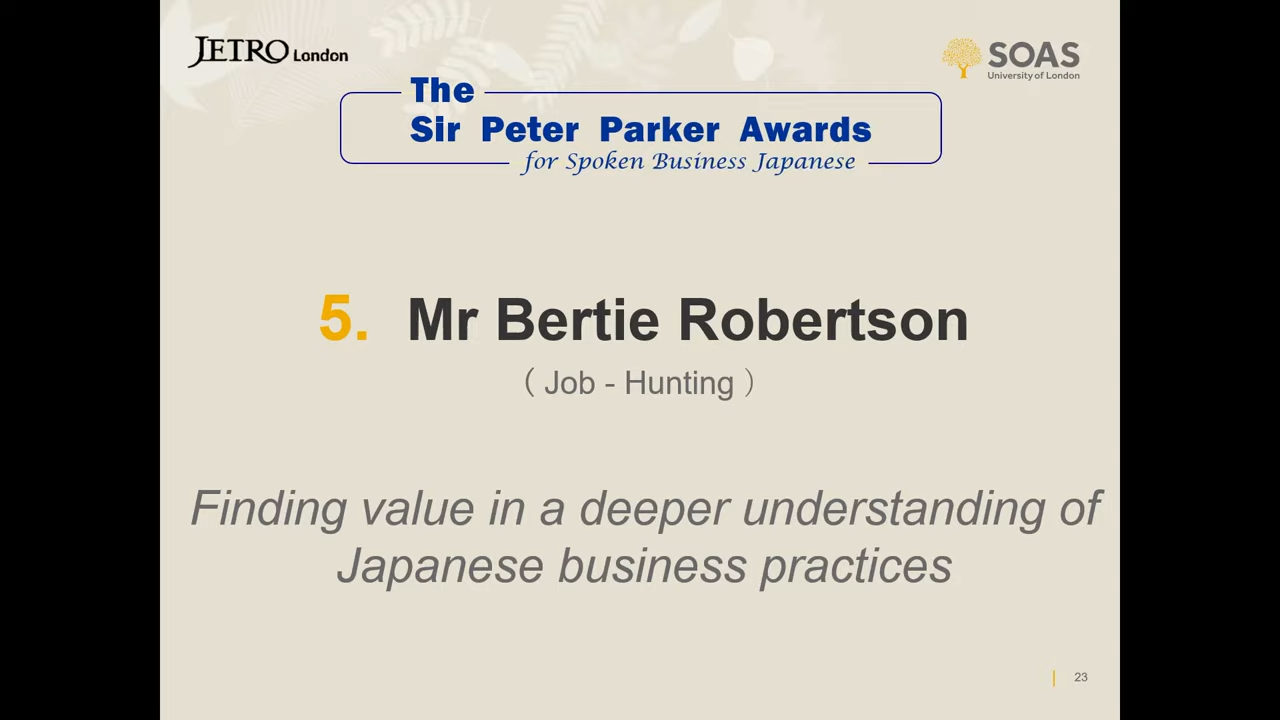 JETRO London
SOAS
University of London
The
Sir Peter Parker Awards
for Spoken Business Japanese
5. Mr Bertie Robertson
( Job - Hunting )
Finding value in a deeper understanding of
Japanese business practices
23